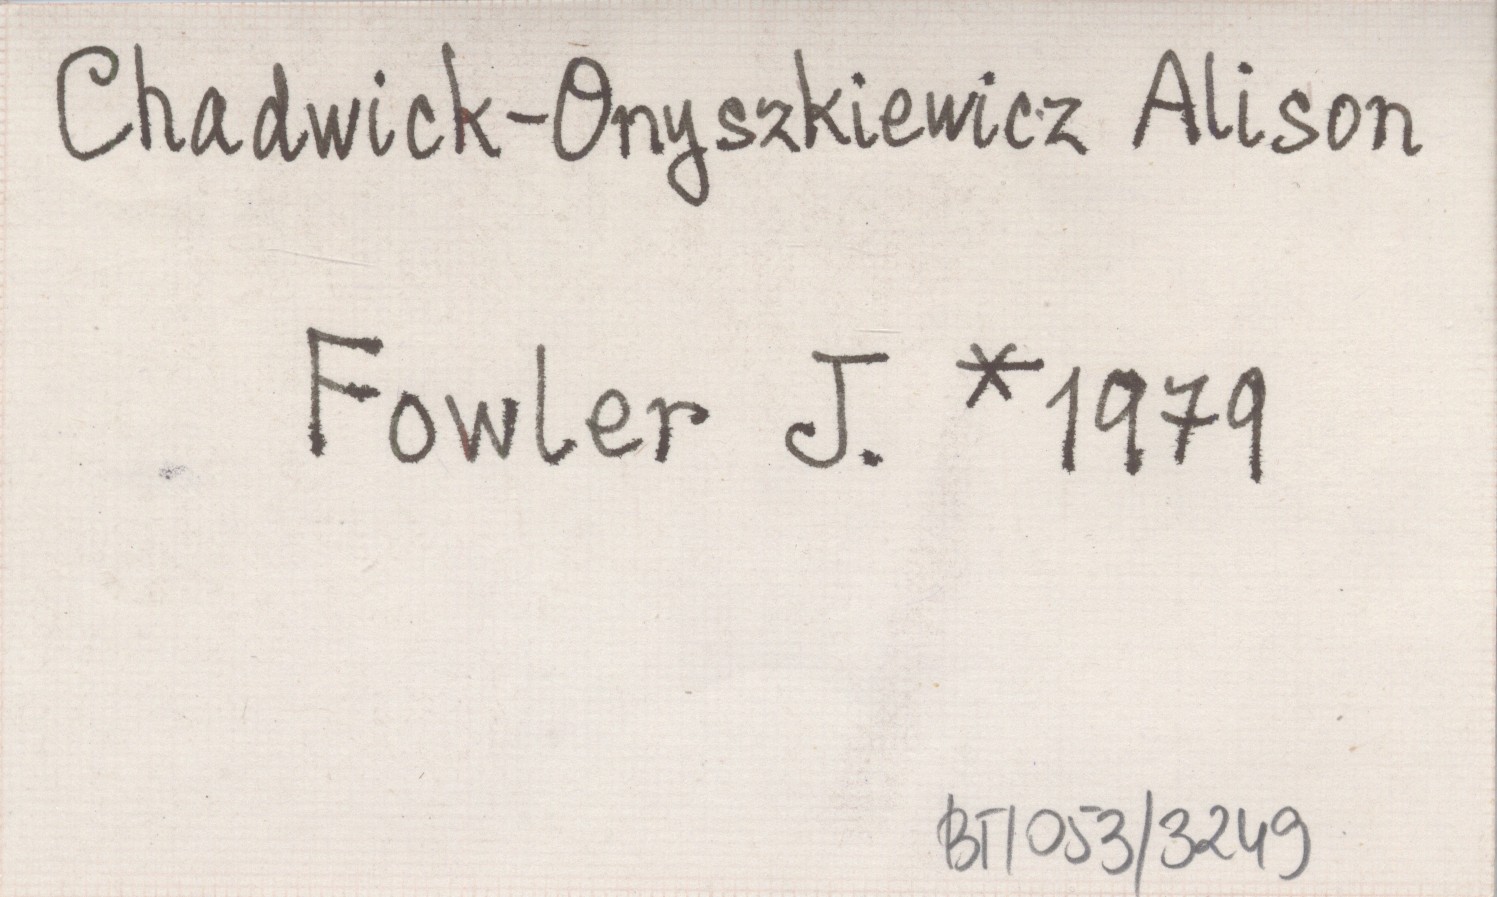 Chadwick-Onyszkiewicz Alison
Fowler J. *1979
BT/053/3249